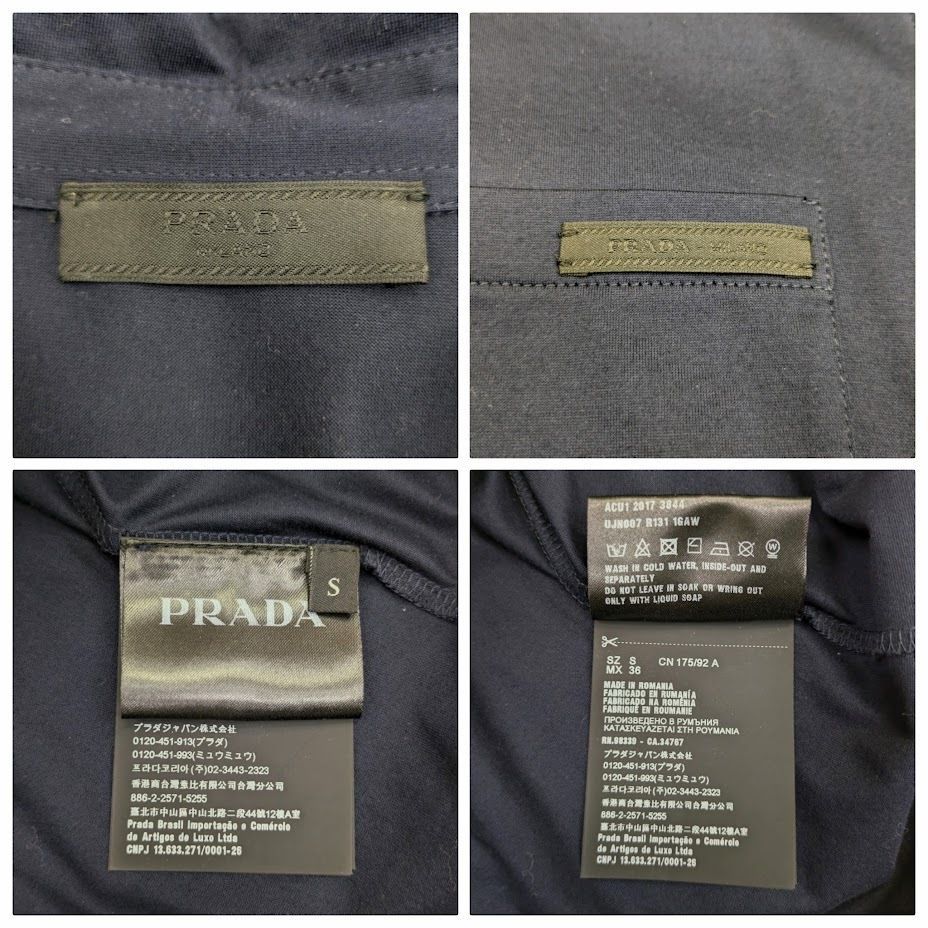 PRADA
MILANO
PRADA - MILANO
PRADA
S
プラダジャパン株式会社
0120-451-913(プラダ)
0120-451-993(ミュウミュウ)
프라다코리아 (주)02-3443-2323
香港商台灣壹比有限公司台灣分公司
886-2-2571-5255
臺北市中山區中山北路二段44號12樓A室
Prada Brasil Importação e Comércio
de Artigos de Luxo Ltda
CNPJ 13.633.271/0001-26
ACU1 2017 3844
UJN007 R131 1GAW
WASH IN COLD WATER, INSIDE-OUT AND
SEPARATELY
DO NOT LEAVE IN SOAK OR WRING OUT
ONLY WITH LIQUID SOAP
SZ S CN 175/92 A
MX 36
MADE IN ROMANIA
FABRICADO EN RUMANÍA
FABRICADO NA ROMÊNIA
FABRIQUÉ EN ROUMANIE
ПРОИЗВЕДЕНО В РУМЪНИЯ
ΚΑΤΑΣΚΕΥΑΖΕΤΑΙ ΣΤΗ ΡΟΥΜΑΝΙΑ
RN.98339 - CA.34767
プラダジャパン株式会社
0120-451-913(プラダ)
0120-451-993(ミュウミュウ)
프라다코리아 (주)02-3443-2323
香港商台灣壹比有限公司台灣分公司
886-2-2571-5255
臺北市中山區中山北路二段44號12樓A室
Prada Brasil Importação e Comércio
de Artigos de Luxo Ltda
CNPJ 13.633.271/0001-26